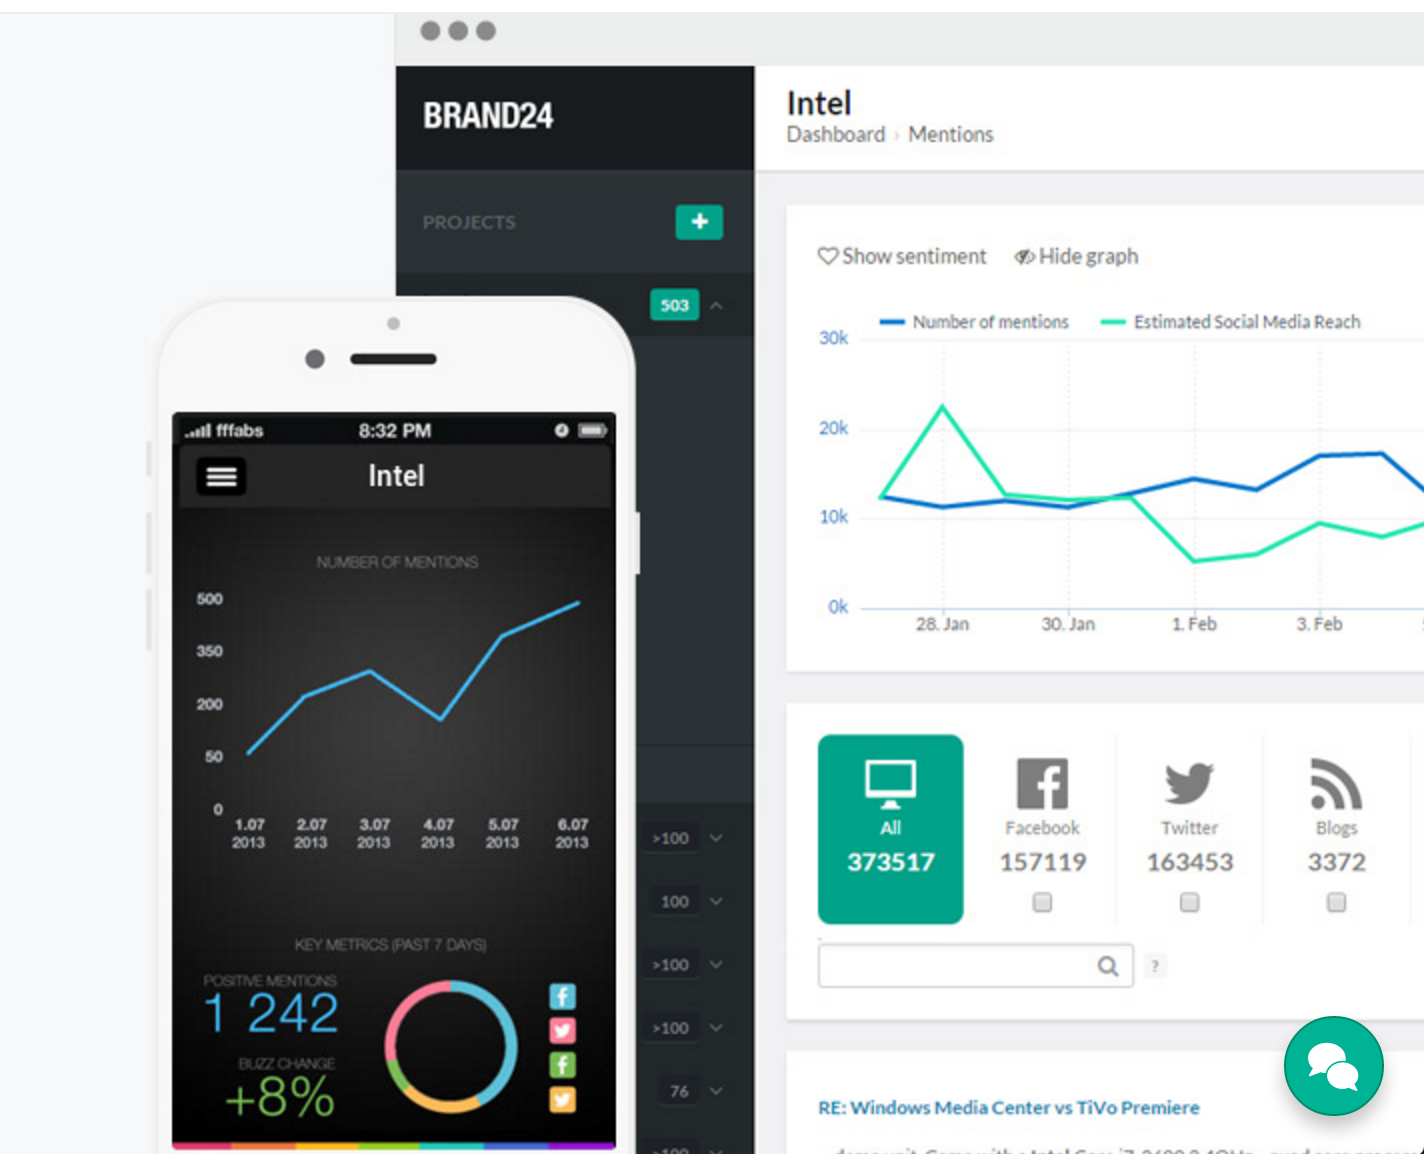 BRAND24
Intel
Dashboard › Mentions
PROJECTS
+
503
Show sentiment Hide graph
Number of mentions Estimated Social Media Reach
30k
20k
10k
0k
28. Jan 30. Jan 1. Feb 3. Feb
All Facebook Twitter Blogs
373517 157119 163453 3372
?
RE: Windows Media Center vs TiVo Premiere
>100
100
>100
>100
76
>100
fffabs 8:32 PM
Intel
NUMBER OF MENTIONS
500
350
200
50
0
1.07 2.07 3.07 4.07 5.07 6.07
2013 2013 2013 2013 2013 2013
KEY METRICS (PAST 7 DAYS)
POSITIVE MENTIONS
1 242
BUZZ CHANGE
+8%